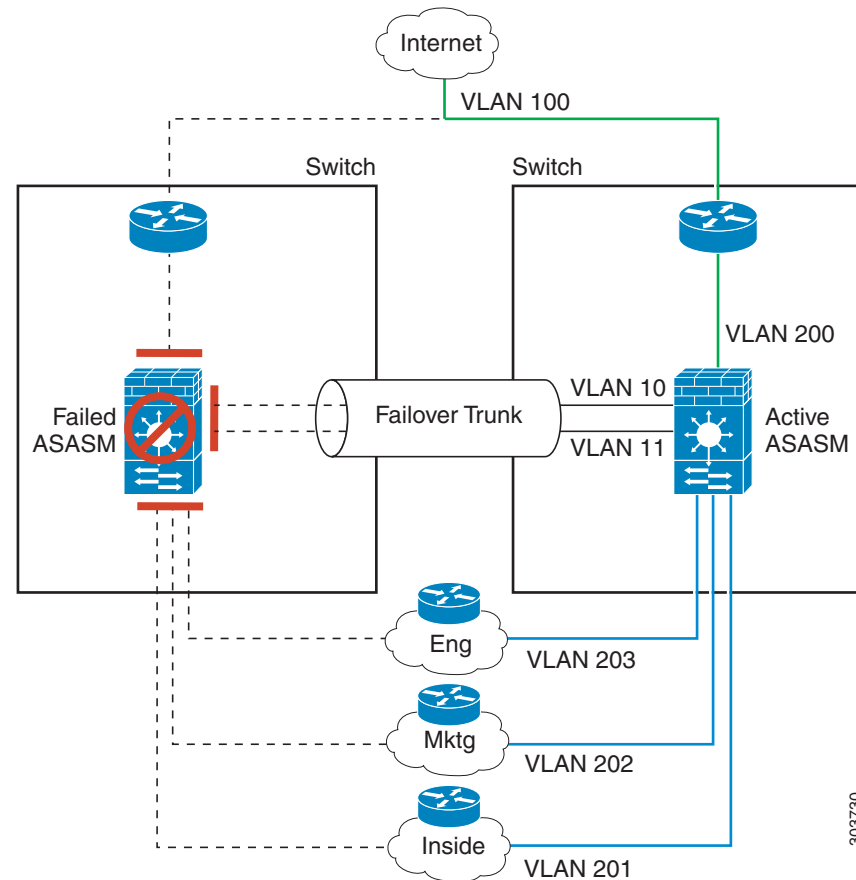 Internet
VLAN 100
Switch
Switch
VLAN 200
VLAN 10
Failed
ASASM
Failover Trunk
Active
ASASM
VLAN 11
Eng
VLAN 203
Mktg
VLAN 202
Inside
VLAN 201
303730